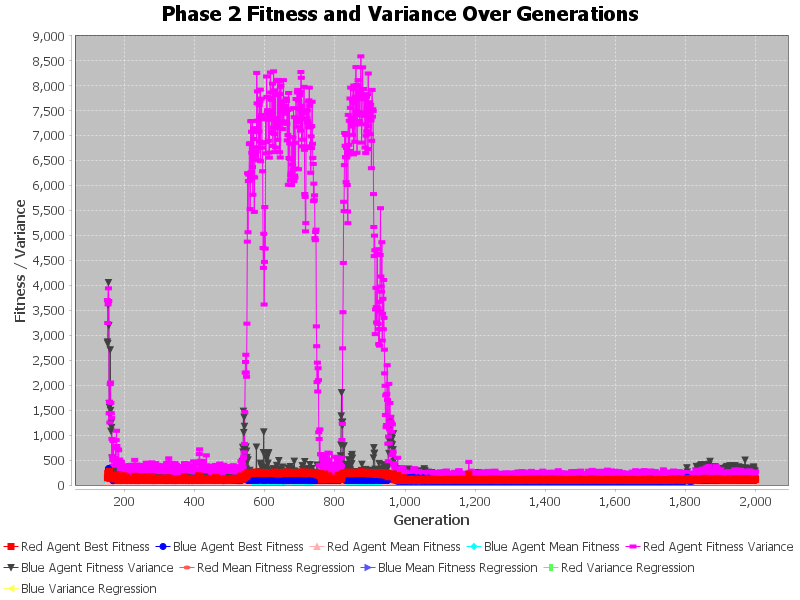 Phase 2 Fitness and Variance Over Generations
9,000
8,500
8,000
7,500
7,000
6,500
6,000
5,500
5,000
4,500
4,000
3,500
3,000
2,500
2,000
1,500
1,000
500
0
Fitness / Variance
200 400 600 800 1,000 1,200 1,400 1,600 1,800 2,000
Generation
Red Agent Best Fitness Blue Agent Best Fitness Red Agent Mean Fitness Blue Agent Mean Fitness Red Agent Fitness Variance
Blue Agent Fitness Variance Red Mean Fitness Regression Blue Mean Fitness Regression Red Variance Regression
Blue Variance Regression